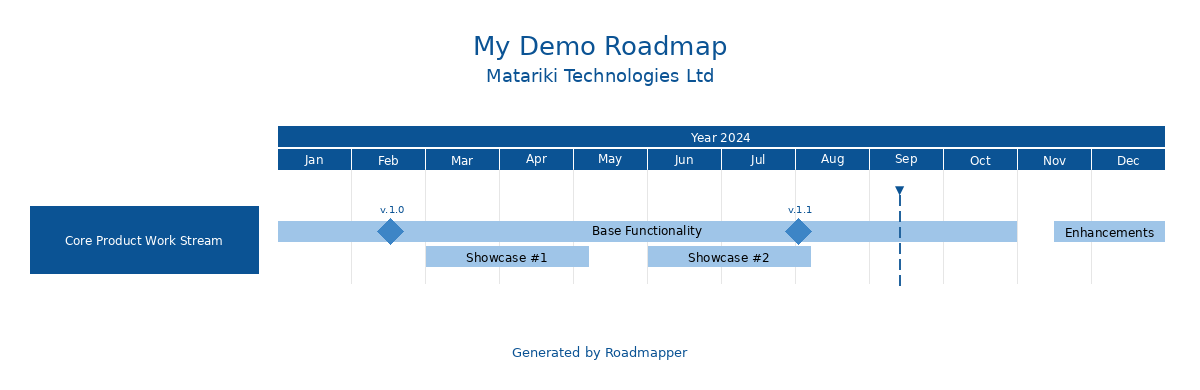 My Demo Roadmap
Matariki Technologies Ltd
Year 2024
Jan Feb Mar Apr May Jun Jul Aug Sep Oct Nov Dec
v.1.0 v.1.1
Core Product Work Stream Base Functionality Enhancements
Showcase #1 Showcase #2
Generated by Roadmapper